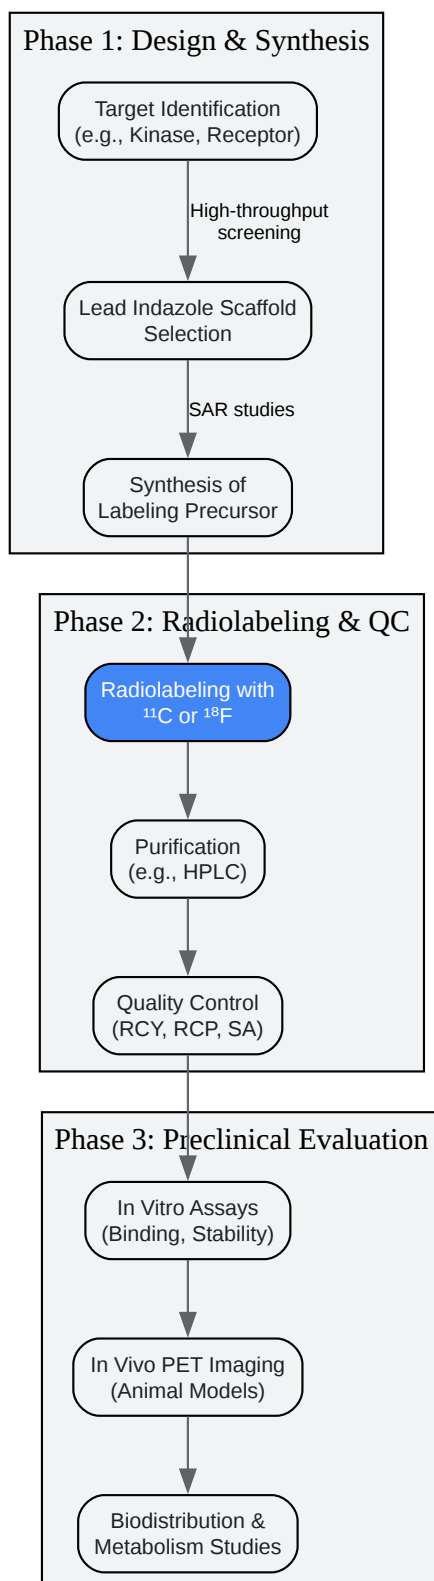 Phase 1: Design & Synthesis
Target Identification
(e.g., Kinase, Receptor)
High-throughput
screening
Lead Indazole Scaffold
Selection
SAR studies
Synthesis of
Labeling Precursor
Phase 2: Radiolabeling & QC
Radiolabeling with
¹¹C or ¹⁸F
Purification
(e.g., HPLC)
Quality Control
(RCY, RCP, SA)
Phase 3: Preclinical Evaluation
In Vitro Assays
(Binding, Stability)
In Vivo PET Imaging
(Animal Models)
Biodistribution &
Metabolism Studies